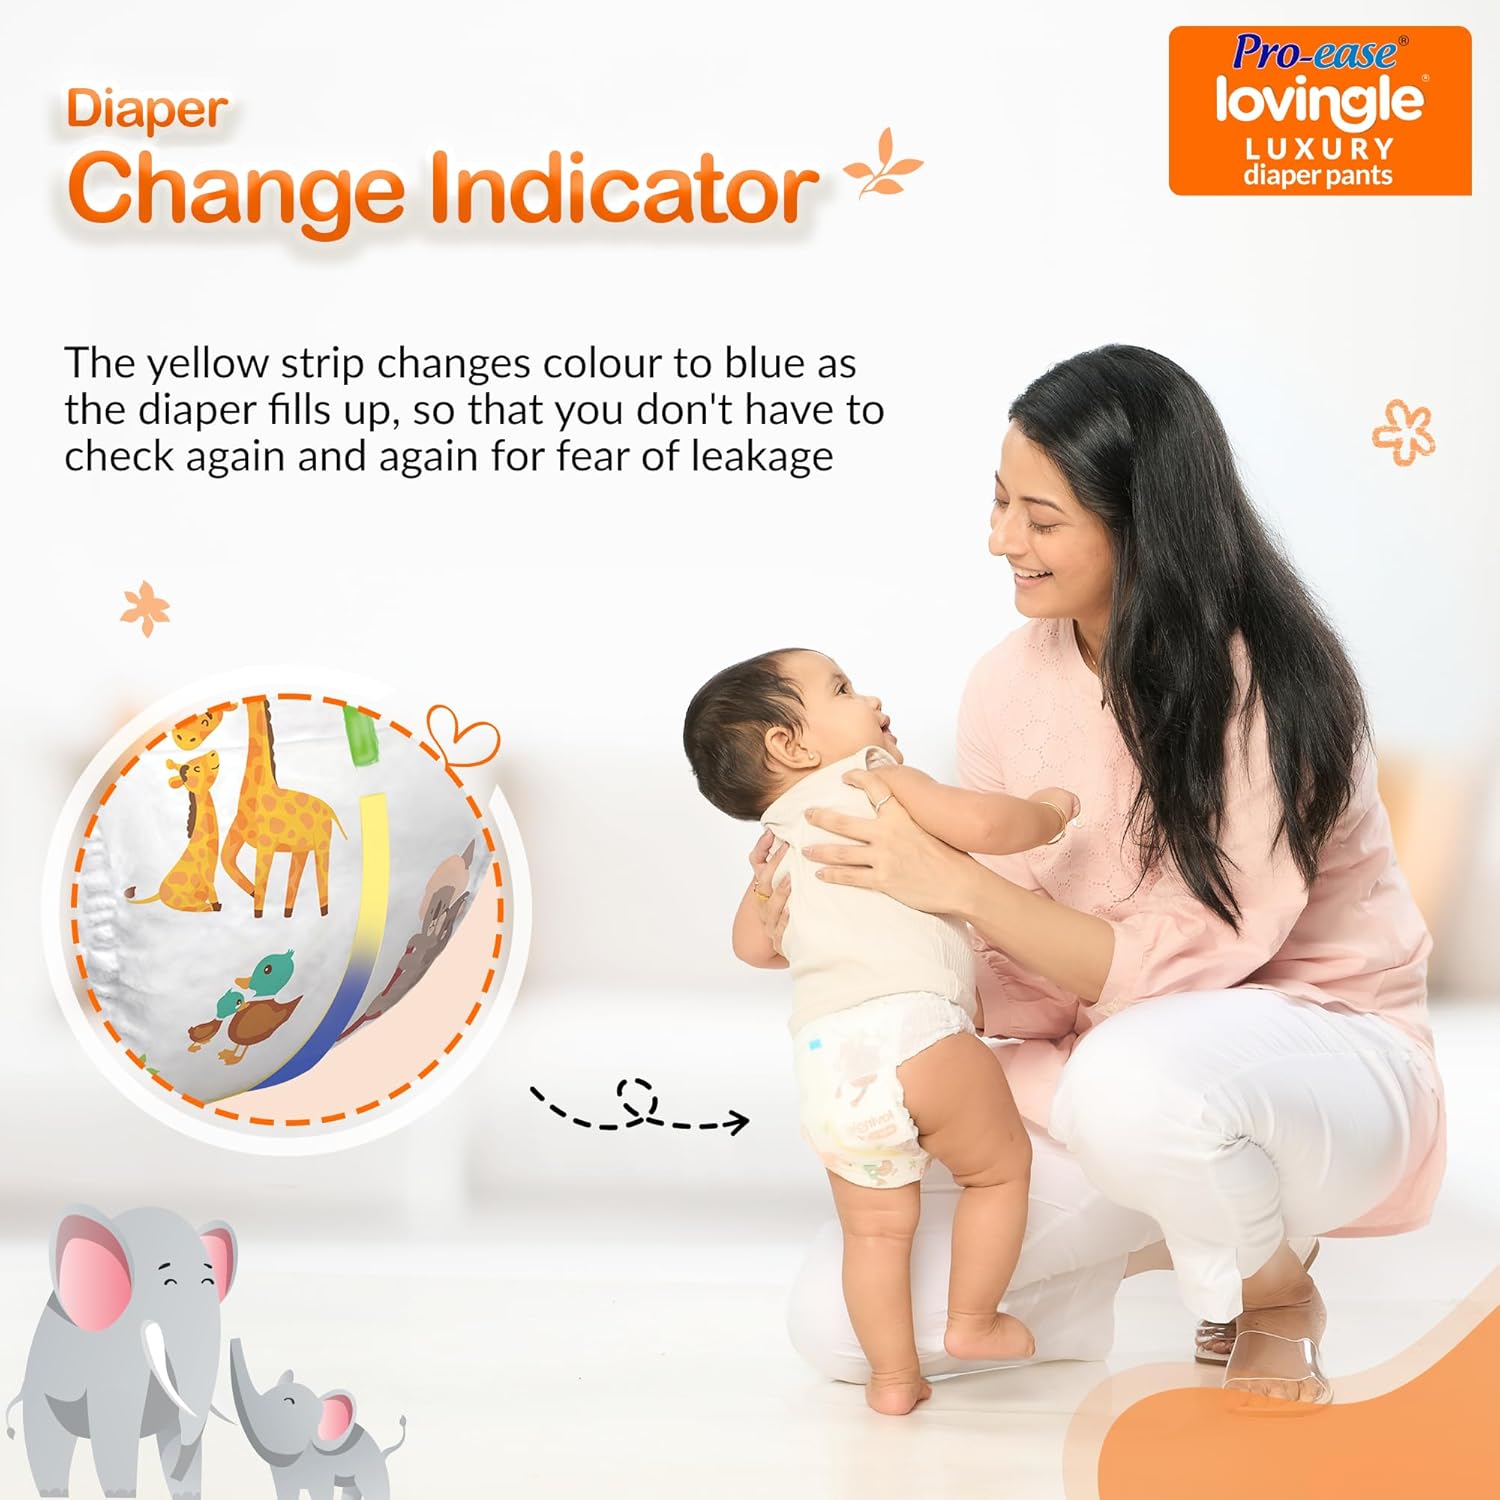 Pro-ease®
lovingle®
LUXURY
diaper pants
Diaper
Change Indicator
The yellow strip changes colour to blue as
the diaper fills up, so that you don't have to
check again and again for fear of leakage